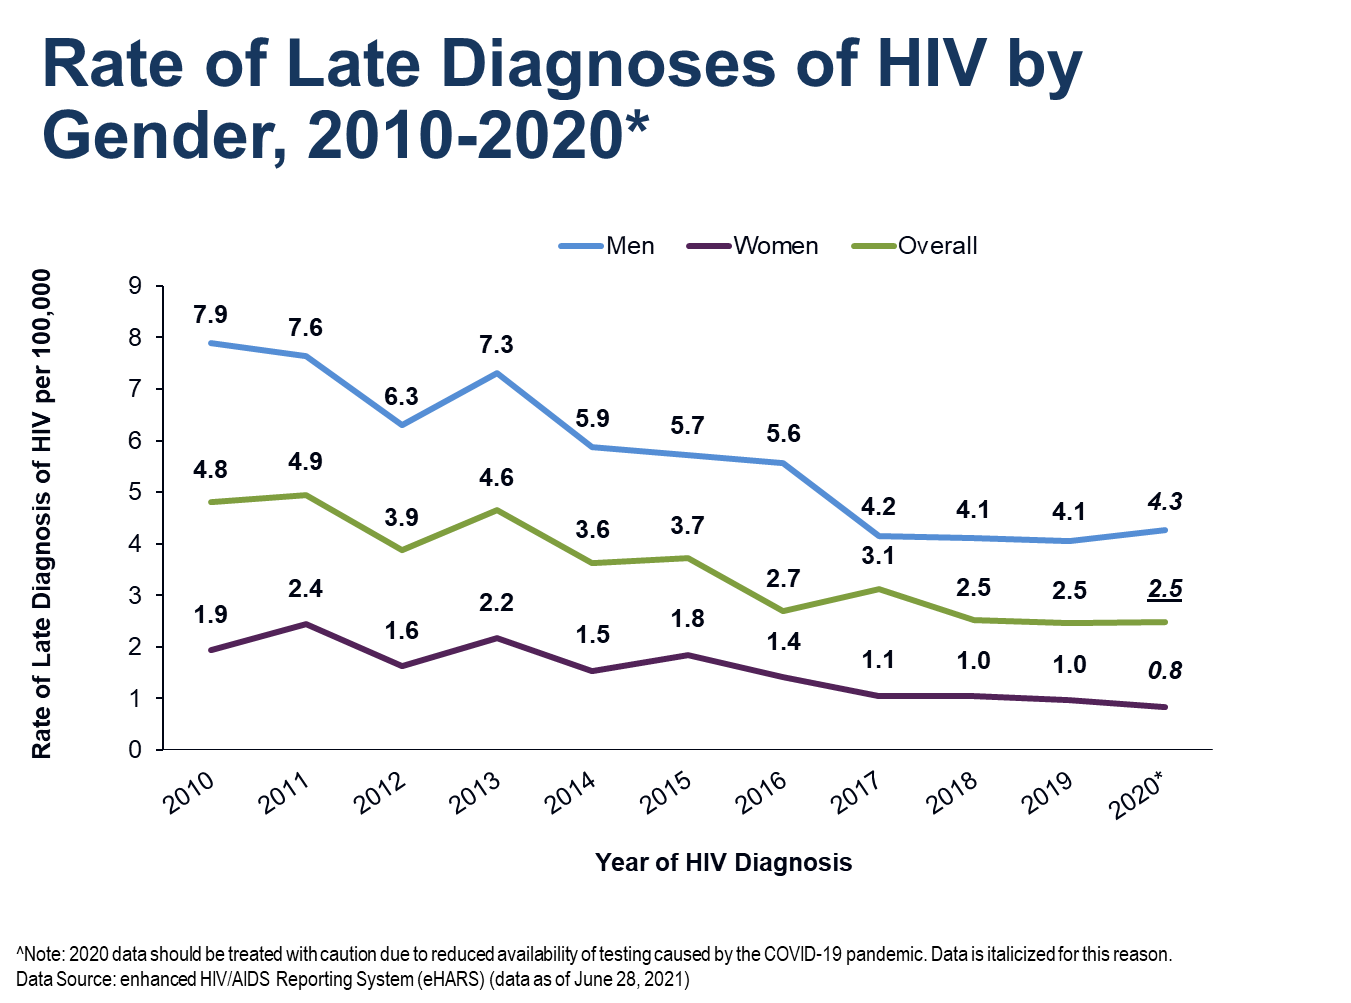 Rate of Late Diagnoses of HIV by
Gender, 2010-2020*
Men Women Overall
Rate of Late Diagnosis of HIV per 100,000
9
8
7
6
5
4
3
2
1
0
7.9 7.6 6.3 7.3 5.9 5.7 5.6 4.2 4.1 4.1 4.3
4.8 4.9 3.9 4.6 3.6 3.7 2.7 3.1 2.5 2.5 2.5
1.9 2.4 1.6 2.2 1.5 1.8 1.4 1.1 1.0 1.0 0.8
2010 2011 2012 2013 2014 2015 2016 2017 2018 2019 2020*
Year of HIV Diagnosis
^Note: 2020 data should be treated with caution due to reduced availability of testing caused by the COVID-19 pandemic. Data is italicized for this reason.
Data Source: enhanced HIV/AIDS Reporting System (eHARS) (data as of June 28, 2021)